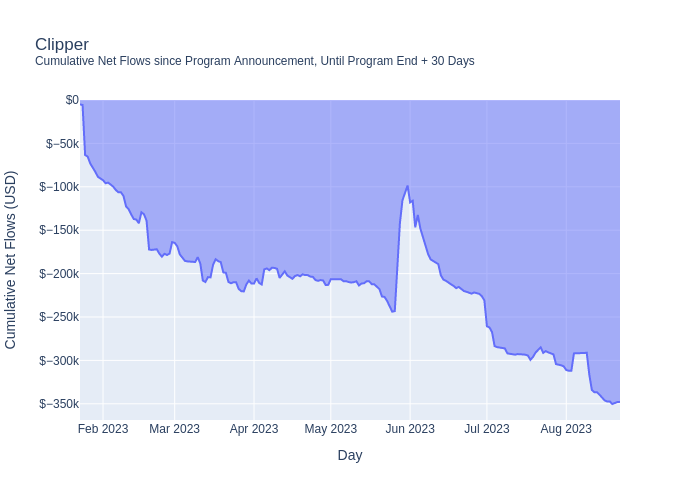 Clipper
Cumulative Net Flows since Program Announcement, Until Program End + 30 Days
Cumulative Net Flows (USD)
$0
$−50k
$−100k
$−150k
$−200k
$−250k
$−300k
$−350k
Feb 2023 Mar 2023 Apr 2023 May 2023 Jun 2023 Jul 2023 Aug 2023
Day